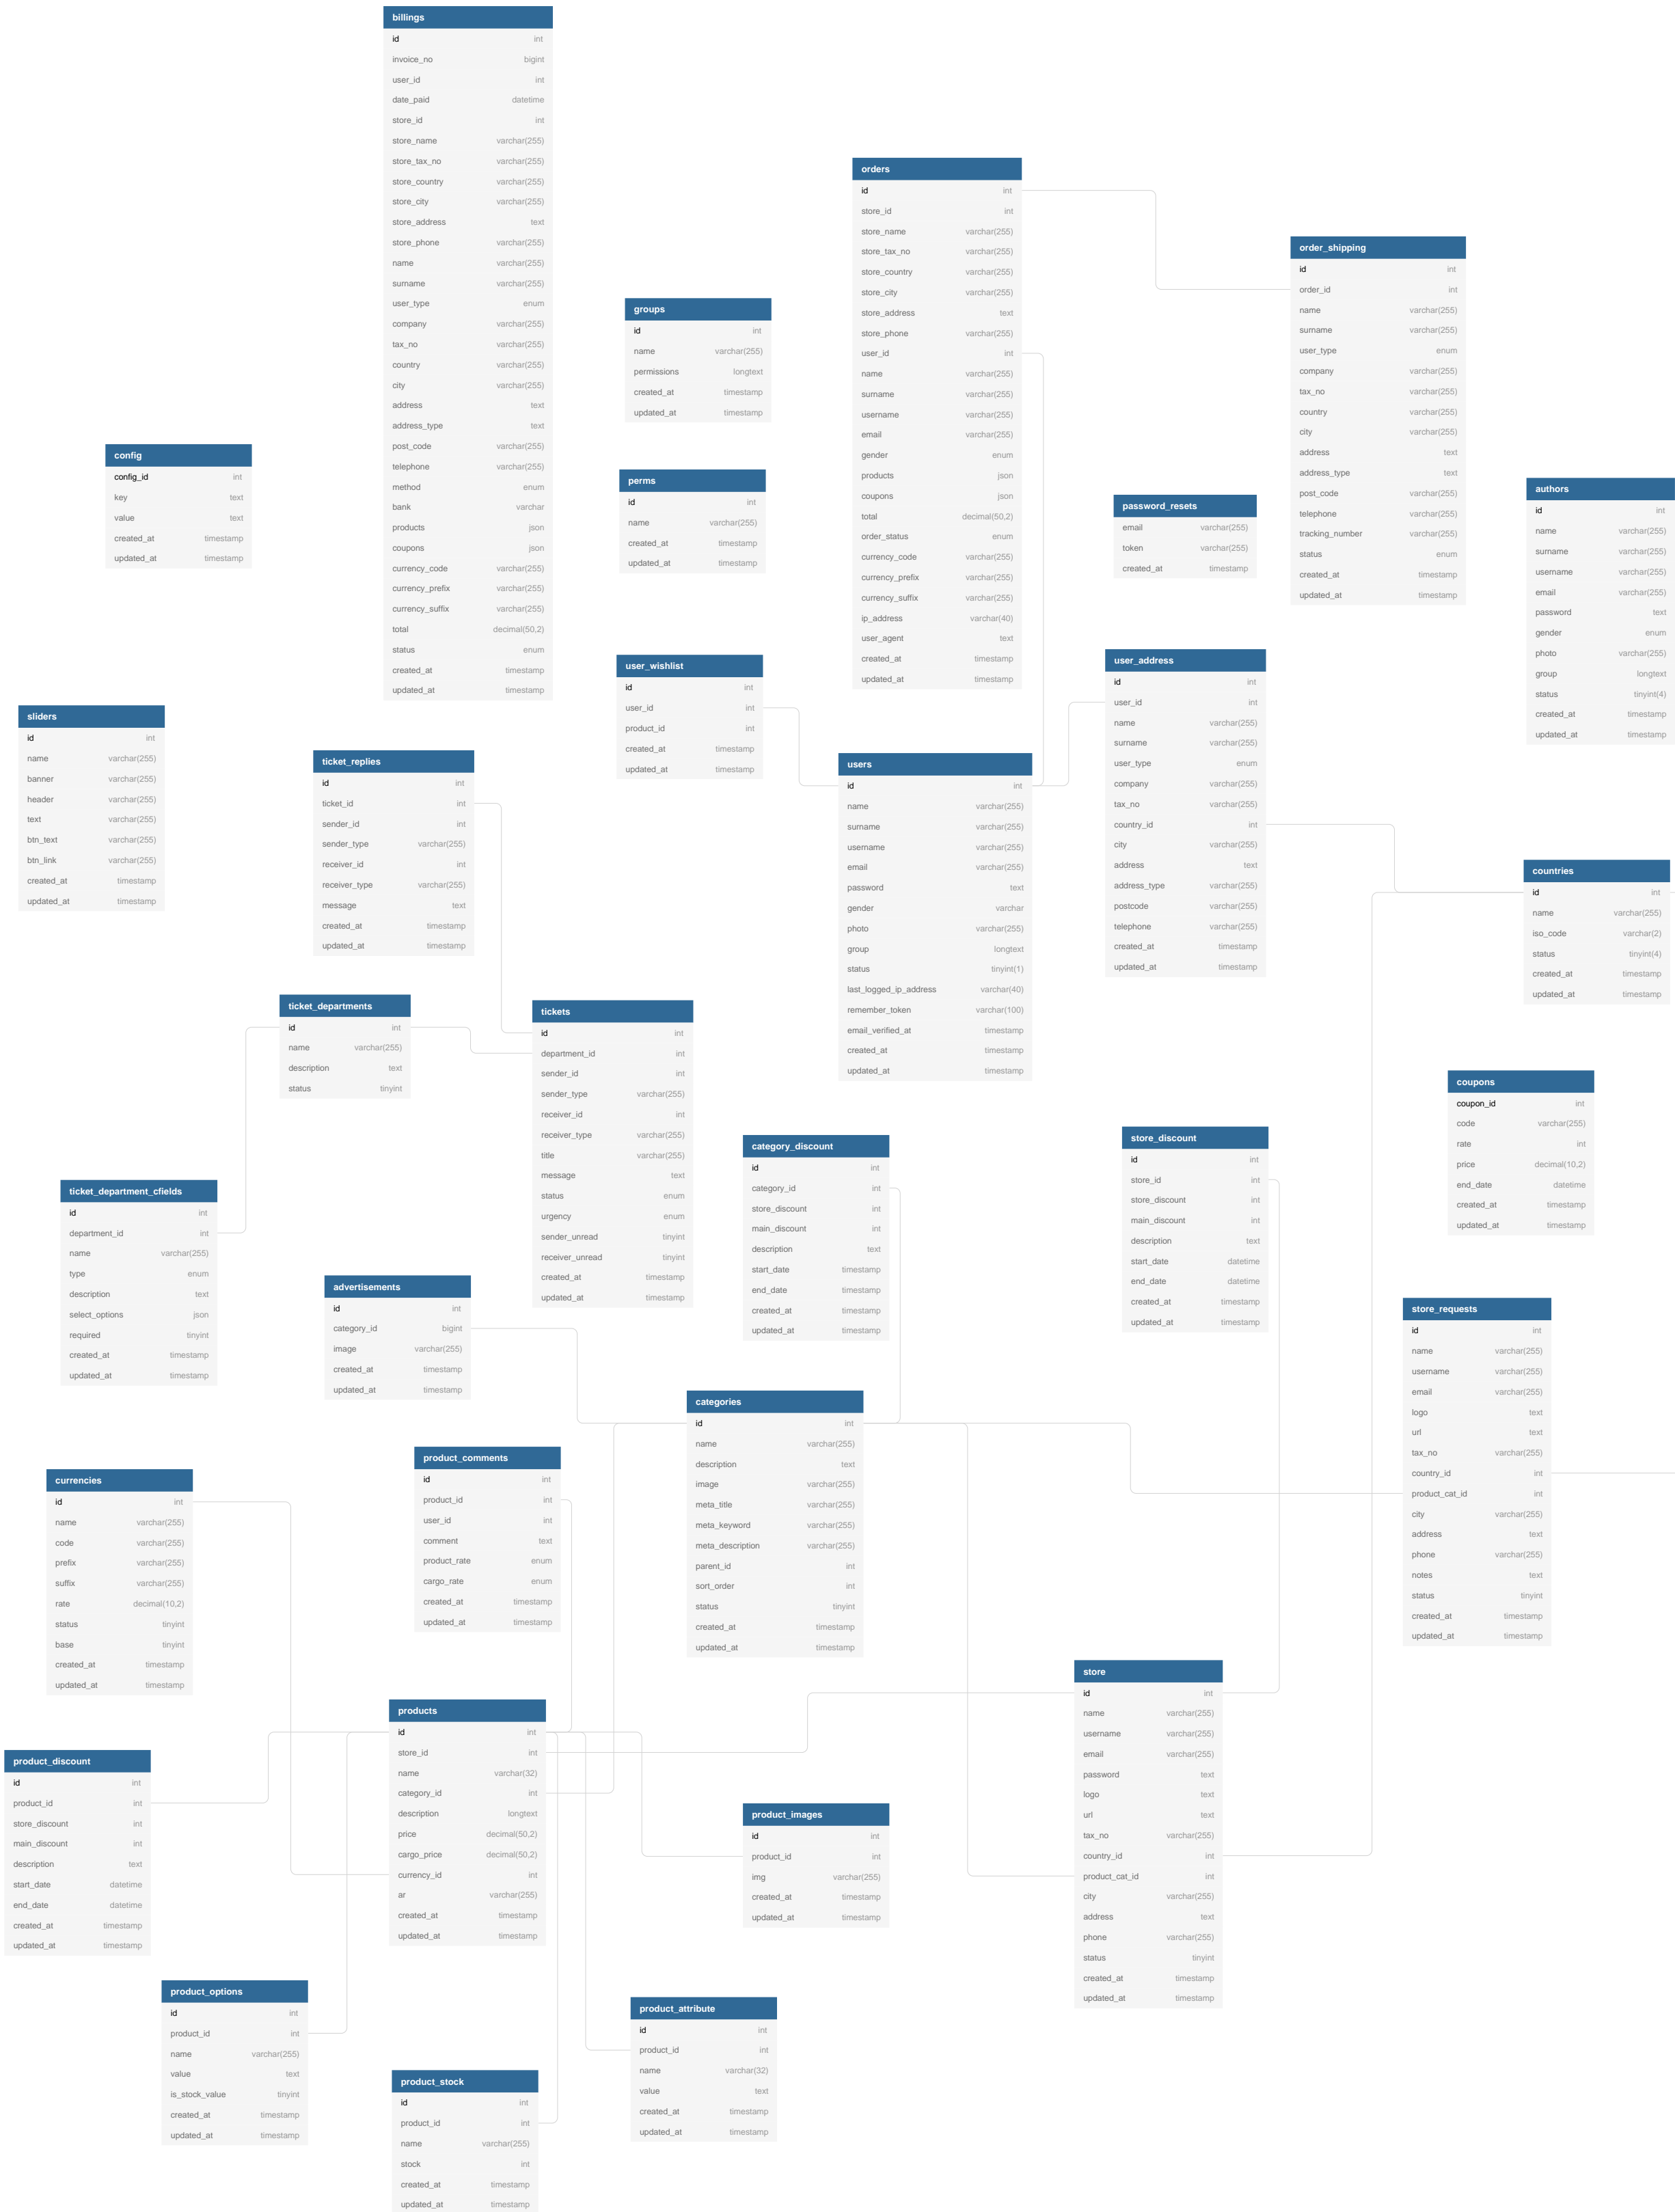 billings
id int
invoice_no bigint
user_id int
date_paid datetime
store_id int
store_name varchar(255)
store_tax_no varchar(255)
store_country varchar(255)
store_city varchar(255)
store_address text
store_phone varchar(255)
name varchar(255)
surname varchar(255)
user_type enum
company varchar(255)
tax_no varchar(255)
country varchar(255)
city varchar(255)
address text
address_type text
post_code varchar(255)
telephone varchar(255)
method enum
bank varchar
products json
coupons json
currency_code varchar(255)
currency_prefix varchar(255)
currency_suffix varchar(255)
total decimal(50,2)
status enum
created_at timestamp
updated_at timestamp
orders
id int
store_id int
store_name varchar(255)
store_tax_no varchar(255)
store_country varchar(255)
store_city varchar(255)
store_address text
store_phone varchar(255)
user_id int
name varchar(255)
surname varchar(255)
username varchar(255)
email varchar(255)
gender enum
products json
coupons json
total decimal(50,2)
order_status enum
currency_code varchar(255)
currency_prefix varchar(255)
currency_suffix varchar(255)
ip_address varchar(40)
user_agent text
created_at timestamp
updated_at timestamp
order_shipping
id int
order_id int
name varchar(255)
surname varchar(255)
user_type enum
company varchar(255)
tax_no varchar(255)
country varchar(255)
city varchar(255)
address text
address_type text
post_code varchar(255)
telephone varchar(255)
tracking_number varchar(255)
status enum
created_at timestamp
updated_at timestamp
groups
id int
name varchar(255)
permissions longtext
created_at timestamp
updated_at timestamp
config
config_id int
key text
value text
created_at timestamp
updated_at timestamp
perms
id int
name varchar(255)
created_at timestamp
updated_at timestamp
password_resets
email varchar(255)
token varchar(255)
created_at timestamp
authors
id int
name varchar(255)
surname varchar(255)
username varchar(255)
email varchar(255)
password text
gender enum
photo varchar(255)
group longtext
status tinyint(4)
created_at timestamp
updated_at timestamp
user_wishlist
id int
user_id int
product_id int
created_at timestamp
updated_at timestamp
user_address
id int
user_id int
name varchar(255)
surname varchar(255)
user_type enum
company varchar(255)
tax_no varchar(255)
country_id int
city varchar(255)
address text
address_type varchar(255)
postcode varchar(255)
telephone varchar(255)
created_at timestamp
updated_at timestamp
sliders
id int
name varchar(255)
banner varchar(255)
header varchar(255)
text varchar(255)
btn_text varchar(255)
btn_link varchar(255)
created_at timestamp
updated_at timestamp
ticket_replies
id int
ticket_id int
sender_id int
sender_type varchar(255)
receiver_id int
receiver_type varchar(255)
message text
created_at timestamp
updated_at timestamp
users
id int
name varchar(255)
surname varchar(255)
username varchar(255)
email varchar(255)
password text
gender varchar
photo varchar(255)
group longtext
status tinyint(1)
last_logged_ip_address varchar(40)
remember_token varchar(100)
email_verified_at timestamp
created_at timestamp
updated_at timestamp
countries
id int
name varchar(255)
iso_code varchar(2)
status tinyint(4)
created_at timestamp
updated_at timestamp
ticket_departments
id int
name varchar(255)
description text
status tinyint
tickets
id int
department_id int
sender_id int
sender_type varchar(255)
receiver_id int
receiver_type varchar(255)
title varchar(255)
message text
status enum
urgency enum
sender_unread tinyint
receiver_unread tinyint
created_at timestamp
updated_at timestamp
coupons
coupon_id int
code varchar(255)
rate int
price decimal(10,2)
end_date datetime
created_at timestamp
updated_at timestamp
category_discount
id int
category_id int
store_discount int
main_discount int
description text
start_date timestamp
end_date timestamp
created_at timestamp
updated_at timestamp
store_discount
id int
store_id int
store_discount int
main_discount int
description text
start_date datetime
end_date datetime
created_at timestamp
updated_at timestamp
ticket_department_cfields
id int
department_id int
name varchar(255)
type enum
description text
select_options json
required tinyint
created_at timestamp
updated_at timestamp
advertisements
id int
category_id bigint
image varchar(255)
created_at timestamp
updated_at timestamp
store_requests
id int
name varchar(255)
username varchar(255)
email varchar(255)
logo text
url text
tax_no varchar(255)
country_id int
product_cat_id int
city varchar(255)
address text
phone varchar(255)
notes text
status tinyint
created_at timestamp
updated_at timestamp
categories
id int
name varchar(255)
description text
image varchar(255)
meta_title varchar(255)
meta_keyword varchar(255)
meta_description varchar(255)
parent_id int
sort_order int
status tinyint
created_at timestamp
updated_at timestamp
product_comments
id int
product_id int
user_id int
comment text
product_rate enum
cargo_rate enum
created_at timestamp
updated_at timestamp
currencies
id int
name varchar(255)
code varchar(255)
prefix varchar(255)
suffix varchar(255)
rate decimal(10,2)
status tinyint
base tinyint
created_at timestamp
updated_at timestamp
store
id int
name varchar(255)
username varchar(255)
email varchar(255)
password text
logo text
url text
tax_no varchar(255)
country_id int
product_cat_id int
city varchar(255)
address text
phone varchar(255)
status tinyint
created_at timestamp
updated_at timestamp
products
id int
store_id int
name varchar(32)
category_id int
description longtext
price decimal(50,2)
cargo_price decimal(50,2)
currency_id int
ar varchar(255)
created_at timestamp
updated_at timestamp
product_discount
id int
product_id int
store_discount int
main_discount int
description text
start_date datetime
end_date datetime
created_at timestamp
updated_at timestamp
product_images
id int
product_id int
img varchar(255)
created_at timestamp
updated_at timestamp
product_options
id int
product_id int
name varchar(255)
value text
is_stock_value tinyint
created_at timestamp
updated_at timestamp
product_attribute
id int
product_id int
name varchar(32)
value text
created_at timestamp
updated_at timestamp
product_stock
id int
product_id int
name varchar(255)
stock int
created_at timestamp
updated_at timestamp